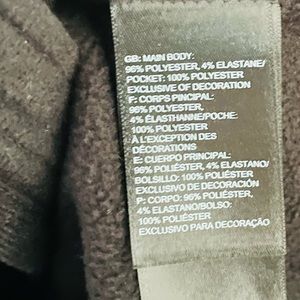 GB: MAIN BODY:
96% POLYESTER, 4% ELASTANE/
POCKET: 100% POLYESTER
EXCLUSIVE OF DECORATION
F: CORPS PINCIPAL:
96% POLYESTER,
4% ÉLASTHANNE/POCHE:
100% POLYESTER
À L'EXCEPTION DES
DÉCORATIONS
E: CUERPO PRINCIPAL:
96% POLIÉSTER, 4% ELASTANO/
BOLSILLO: 100% POLIÉSTER
EXCLUSIVO DE DECORACIÓN
P: CORPO: 96% POLIÉSTER,
4% ELASTANO/BOLSO:
100% POLIÉSTER
EXCLUSIVO PARA DECORAÇÃO